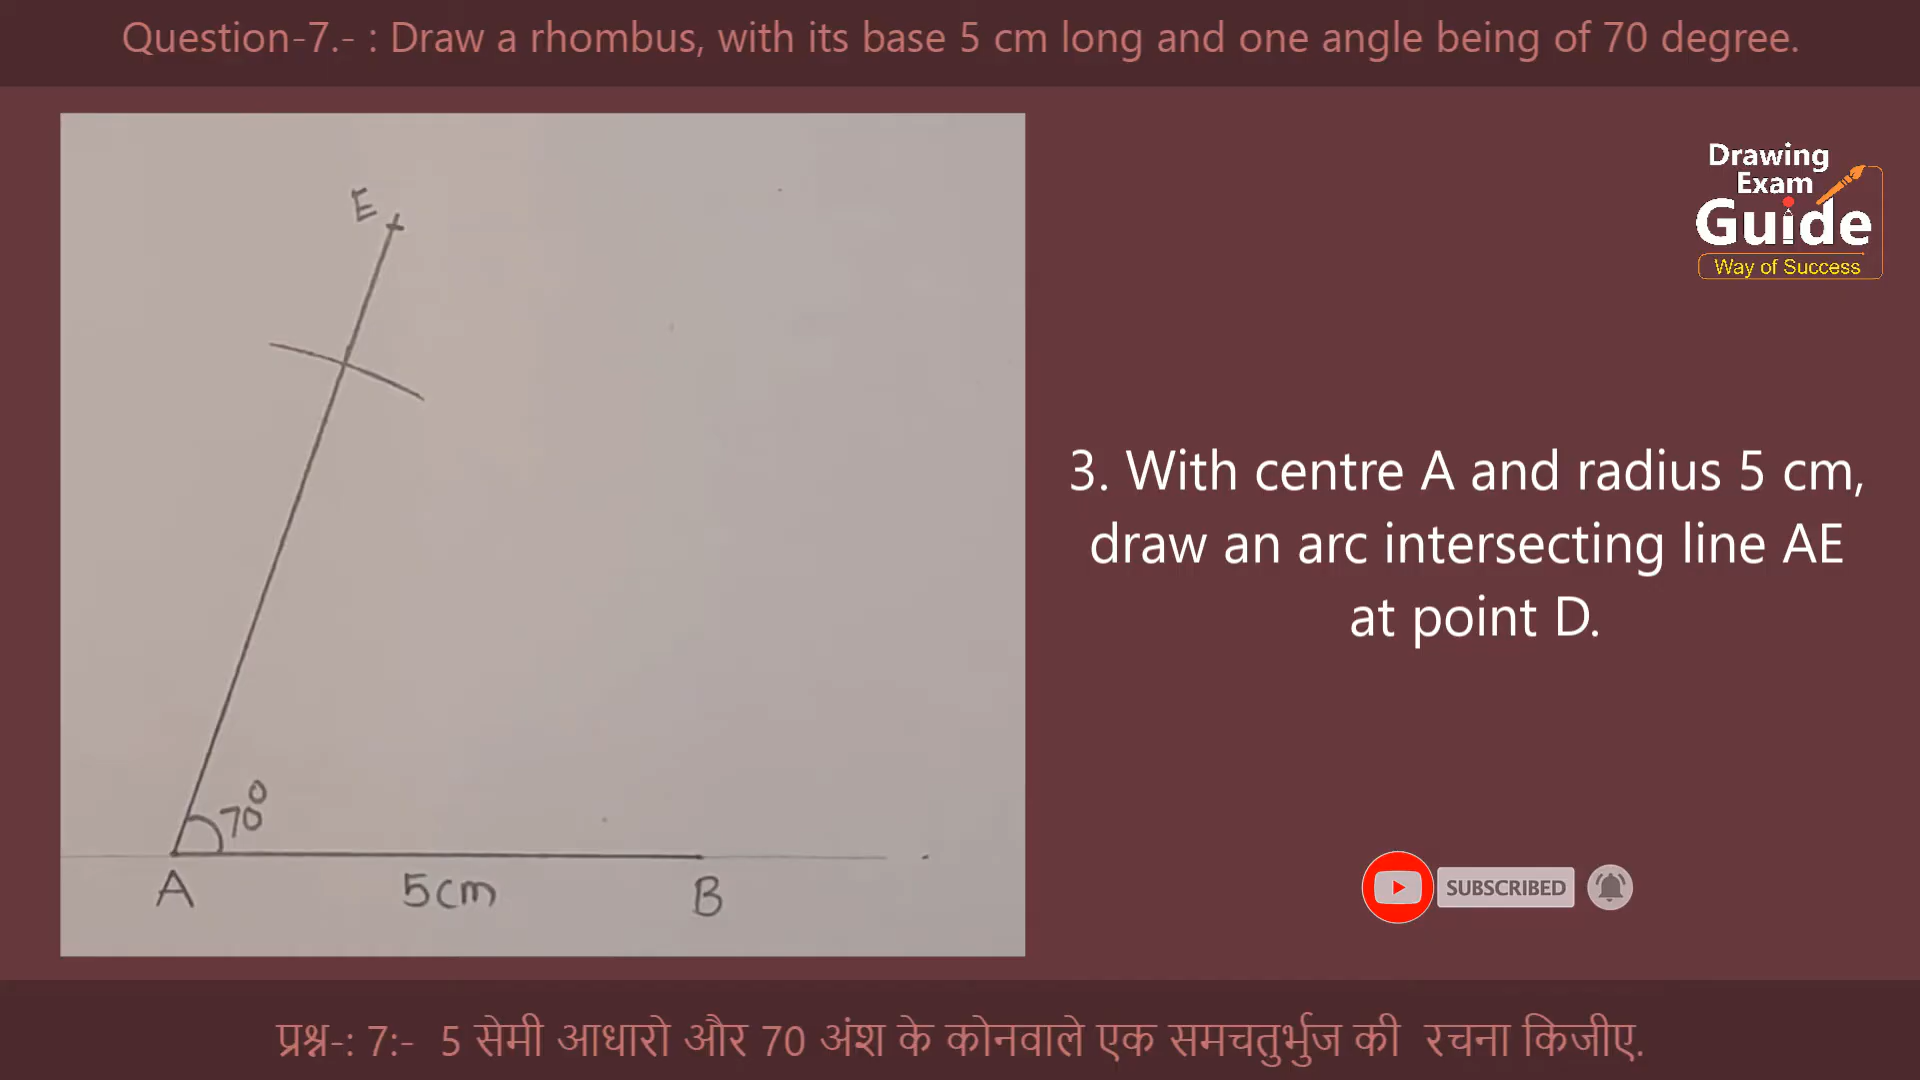 Question-7.- : Draw a rhombus, with its base 5 cm long and one angle being of 70 degree.
Drawing
Exam
Guide
Way of Success
E
3. With centre A and radius 5 cm,
draw an arc intersecting line AE
at point D.
70°
A 5cm B
SUBSCRIBED
प्रश्न-: 7:- 5 सेमी आधारो और 70 अंश के कोनवाले एक समचतुर्भुज की रचना किजीए.